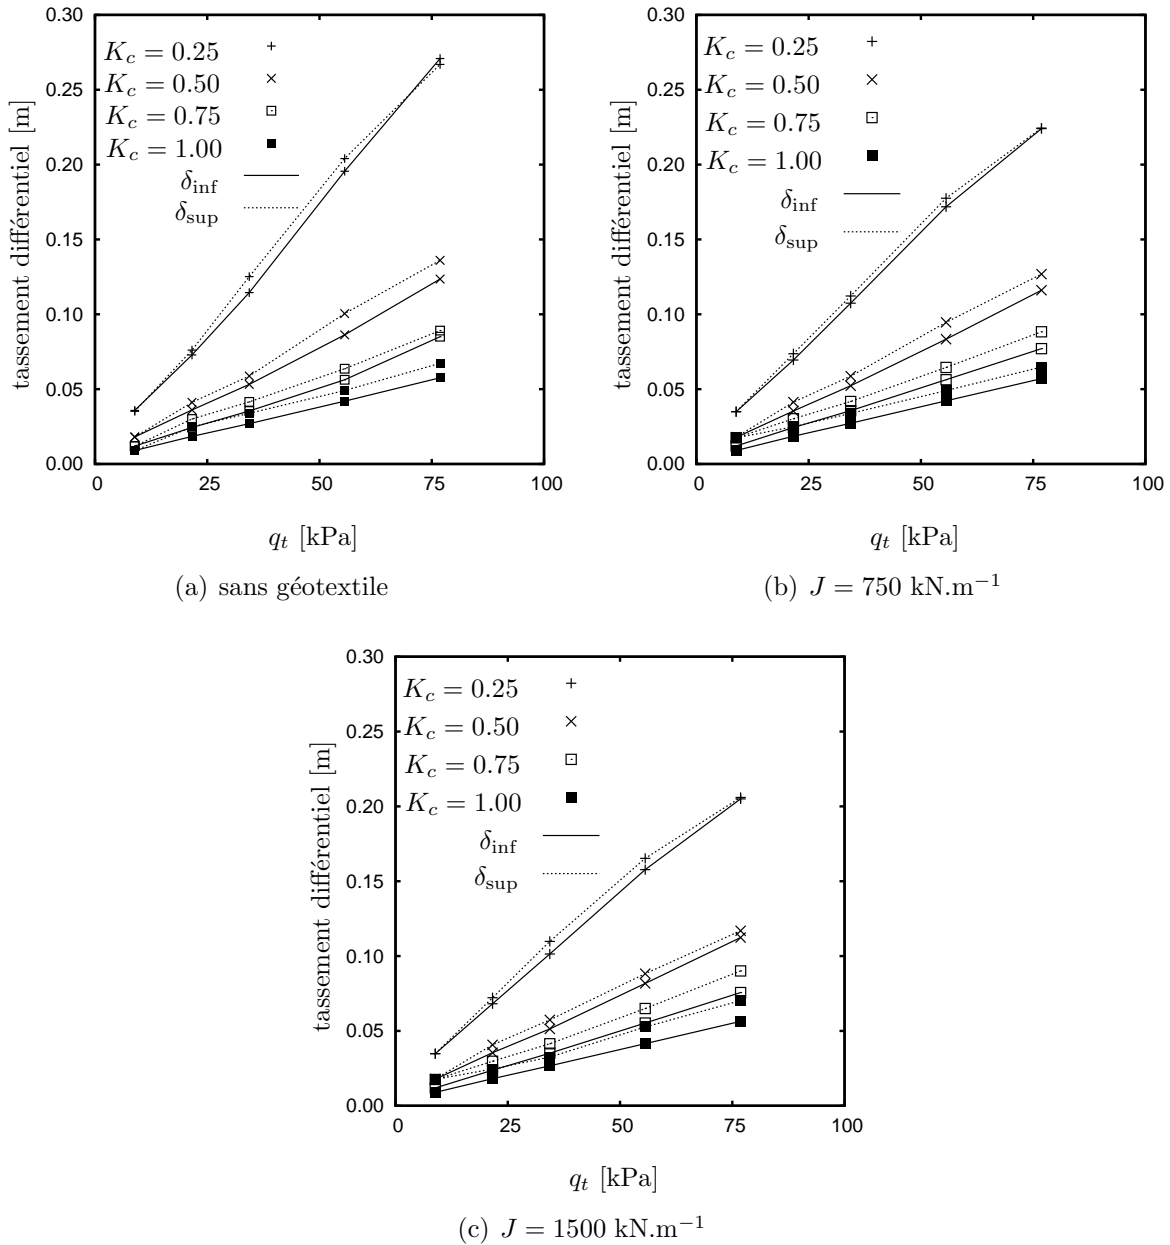 tassement différentiel [m]
0.30
0.25
0.20
0.15
0.10
0.05
0.00
K_c = 0.25
K_c = 0.50
K_c = 0.75
K_c = 1.00
δ_inf
δ_sup
0 25 50 75 100
q_t [kPa]
(a) sans géotextile
tassement différentiel [m]
0.30
0.25
0.20
0.15
0.10
0.05
0.00
K_c = 0.25
K_c = 0.50
K_c = 0.75
K_c = 1.00
δ_inf
δ_sup
0 25 50 75 100
q_t [kPa]
(b) J = 750 kN.m⁻¹
tassement différentiel [m]
0.30
0.25
0.20
0.15
0.10
0.05
0.00
K_c = 0.25
K_c = 0.50
K_c = 0.75
K_c = 1.00
δ_inf
δ_sup
0 25 50 75 100
q_t [kPa]
(c) J = 1500 kN.m⁻¹